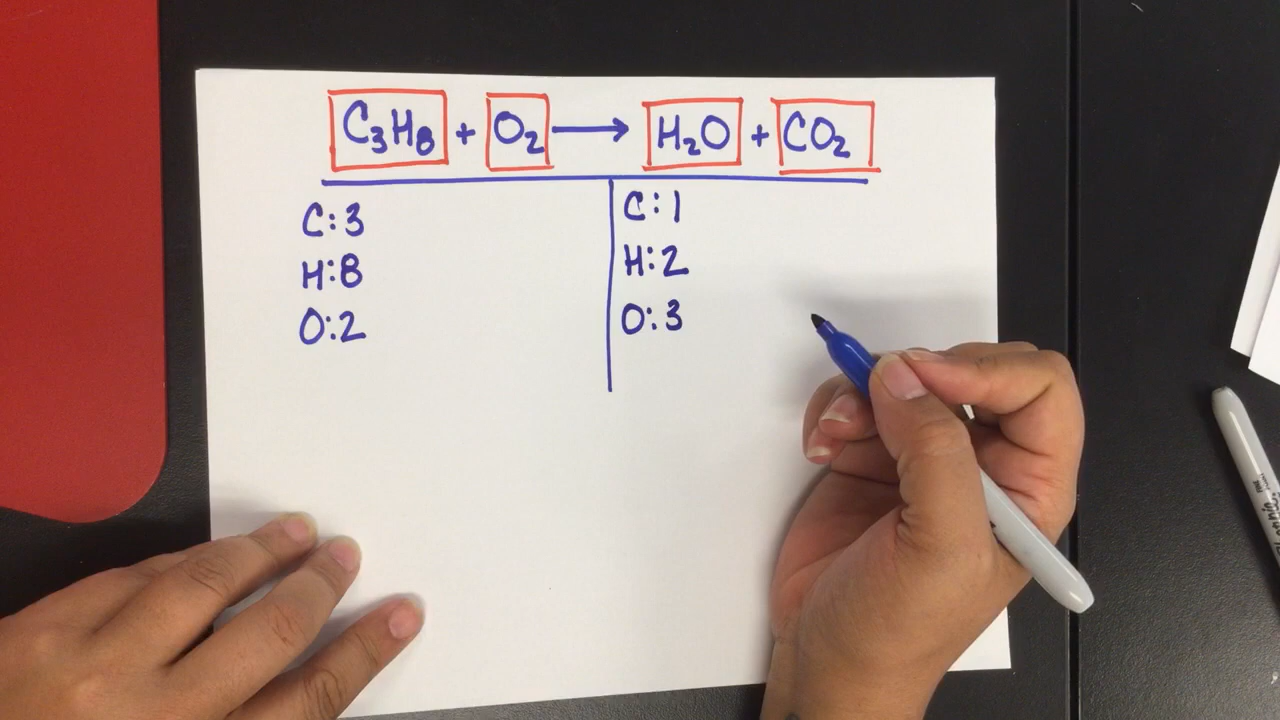 C₃H₈ + O₂ → H₂O + CO₂
C:3
H:8
O:2
C:1
H:2
O:3